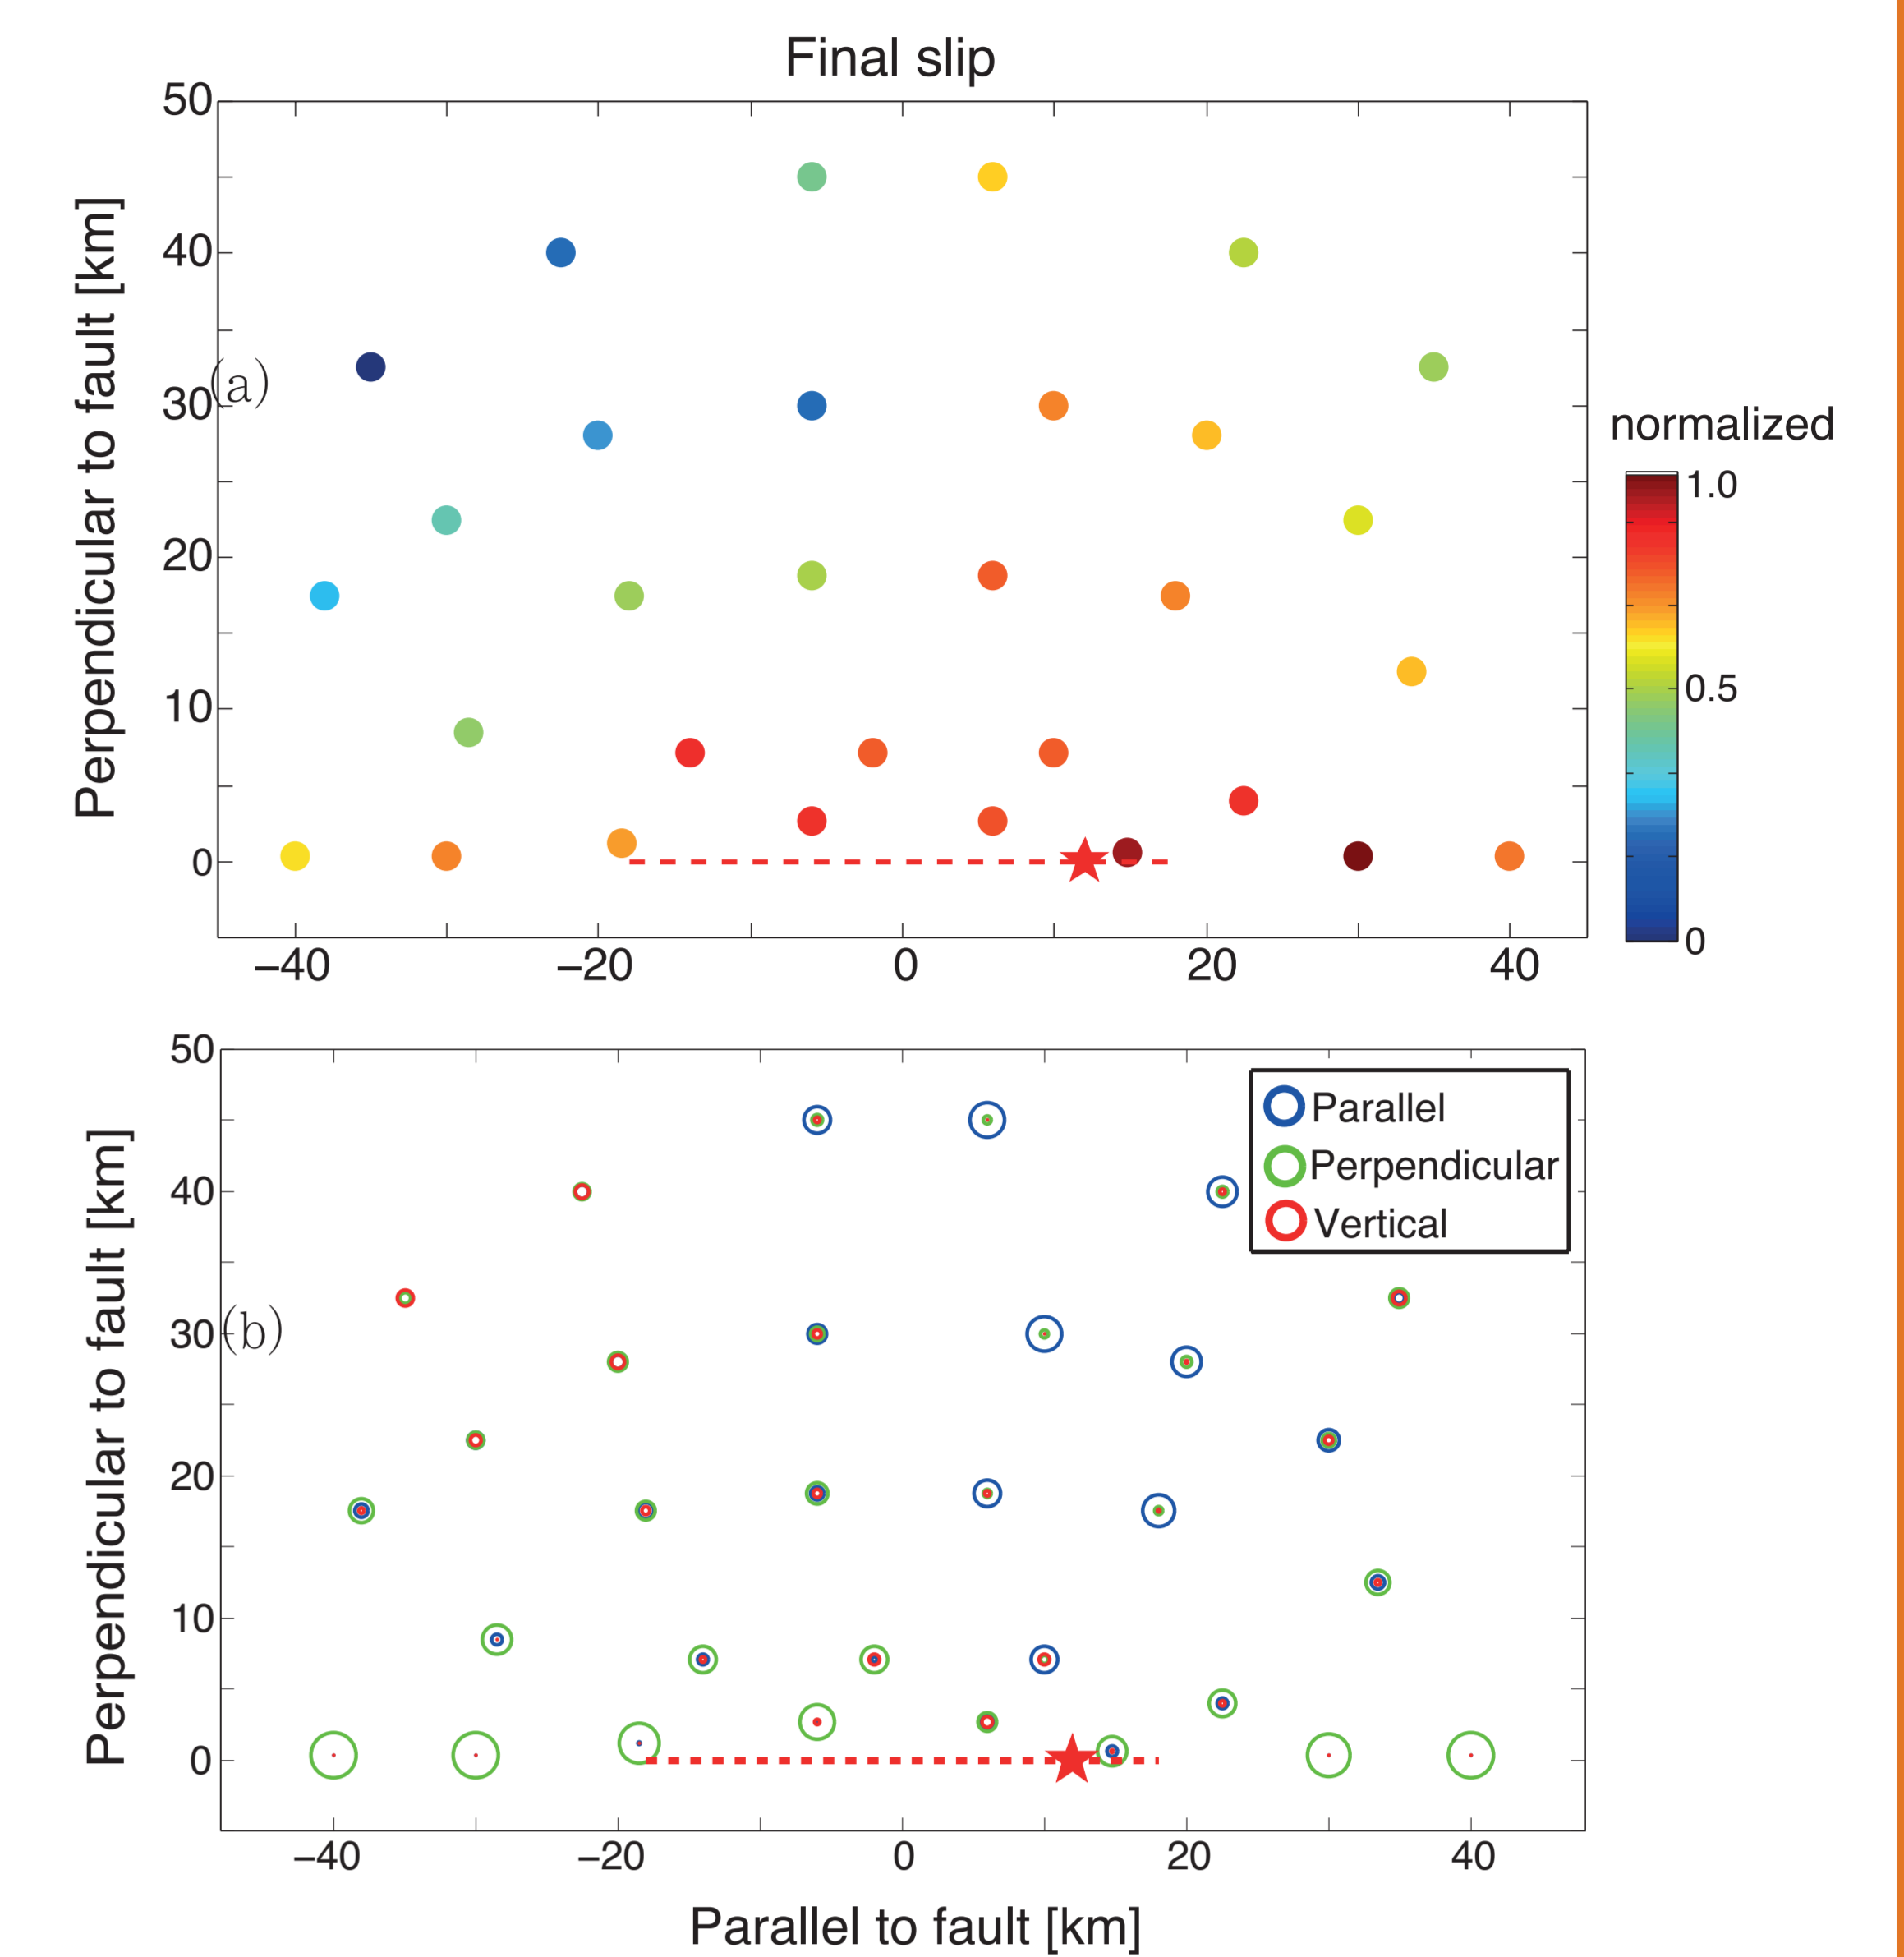 Final slip
50
40
30
20
10
0
Perpendicular to fault [km]
(a)
−40
−20
0
20
40
normalized
1.0
0.5
0
50
40
30
20
10
0
Perpendicular to fault [km]
(b)
Parallel
Perpendicular
Vertical
−40
−20
0
20
40
Parallel to fault [km]